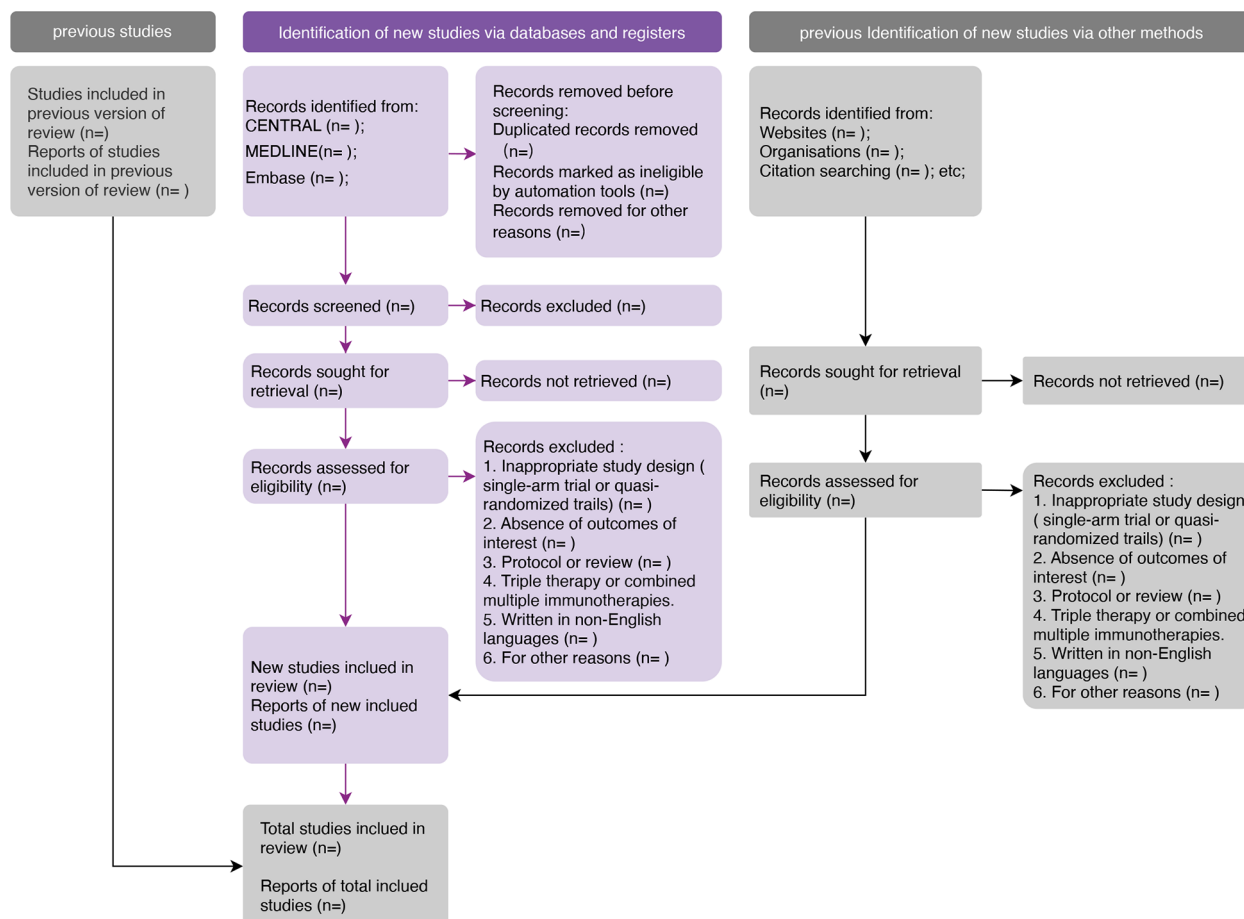 previous studies
Identification of new studies via databases and registers
previous Identification of new studies via other methods
Studies included in
previous version of
review (n=)
Reports of studies
included in previous
version of review (n= )
Records identified from:
CENTRAL (n= );
MEDLINE(n= );
Embase (n= );
Records removed before
screening:
Duplicated records removed
(n=)
Records marked as ineligible
by automation tools (n=)
Records removed for other
reasons (n=)
Records identified from:
Websites (n= );
Organisations (n= );
Citation searching (n= ); etc;
Records screened (n=)
Records excluded (n=)
Records sought for
retrieval (n=)
Records not retrieved (n=)
Records sought for retrieval
(n=)
Records not retrieved (n=)
Records assessed for
eligibility (n=)
Records excluded :
1. Inappropriate study design (
single-arm trial or quasi-
randomized trails) (n= )
2. Absence of outcomes of
interest (n= )
3. Protocol or review (n= )
4. Triple therapy or combined
multiple immunotherapies.
5. Written in non-English
languages (n= )
6. For other reasons (n= )
Records assessed for
eligibility (n=)
Records excluded :
1. Inappropriate study design
( single-arm trial or quasi-
randomized trails) (n= )
2. Absence of outcomes of
interest (n= )
3. Protocol or review (n= )
4. Triple therapy or combined
multiple immunotherapies.
5. Written in non-English
languages (n= )
6. For other reasons (n= )
New studies inclued in
review (n=)
Reports of new inclued
studies (n=)
Total studies inclued in
review (n=)
Reports of total inclued
studies (n=)